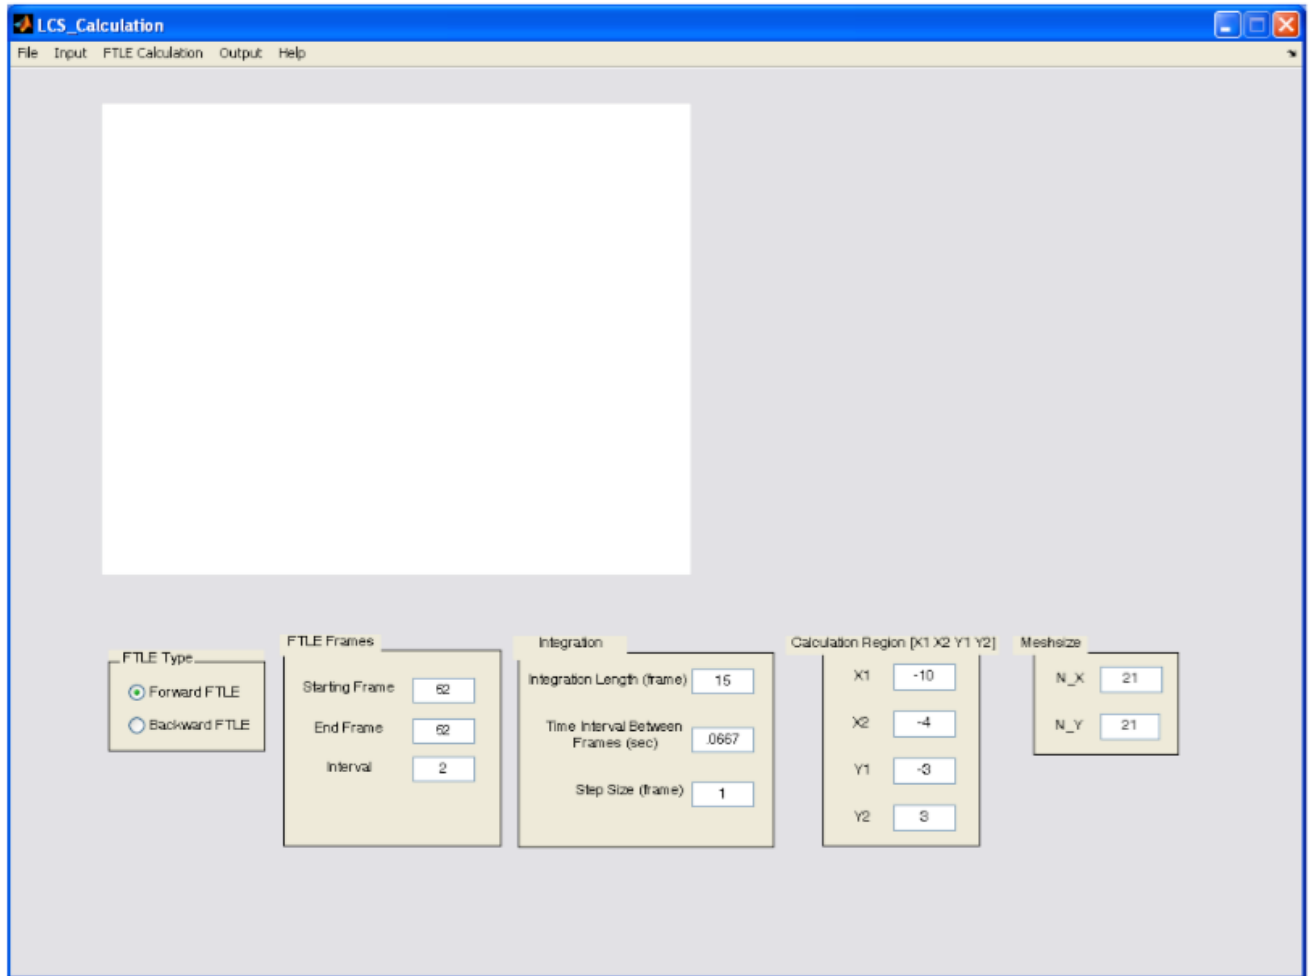 LCS_Calculation
File Input FTLE Calculation Output Help
FTLE Type
Forward FTLE
Backward FTLE
FTLE Frames
Starting Frame 62
End Frame 62
Interval 2
Integration
Integration Length (frame) 15
Time Interval Between
Frames (sec) .0667
Step Size (frame) 1
Calculation Region [X1 X2 Y1 Y2]
X1 -10
X2 -4
Y1 -3
Y2 3
Meshsize
N_X 21
N_Y 21